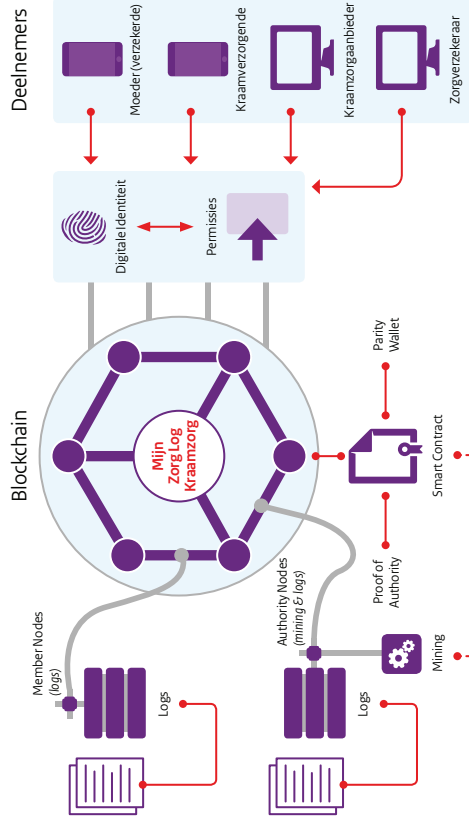 Blockchain
Deelnemers
Member Nodes
(logs)
Logs
Authority Nodes
(mining & logs)
Logs
Mining
Mijn
Zorg Log
Kraamzorg
Proof of
Authority
Smart Contract
Parity
Wallet
Digitale Identiteit
Permissies
Moeder (verzekerde)
Kraamverzorgende
Kraamzorgaanbieder
Zorgverzekeraar